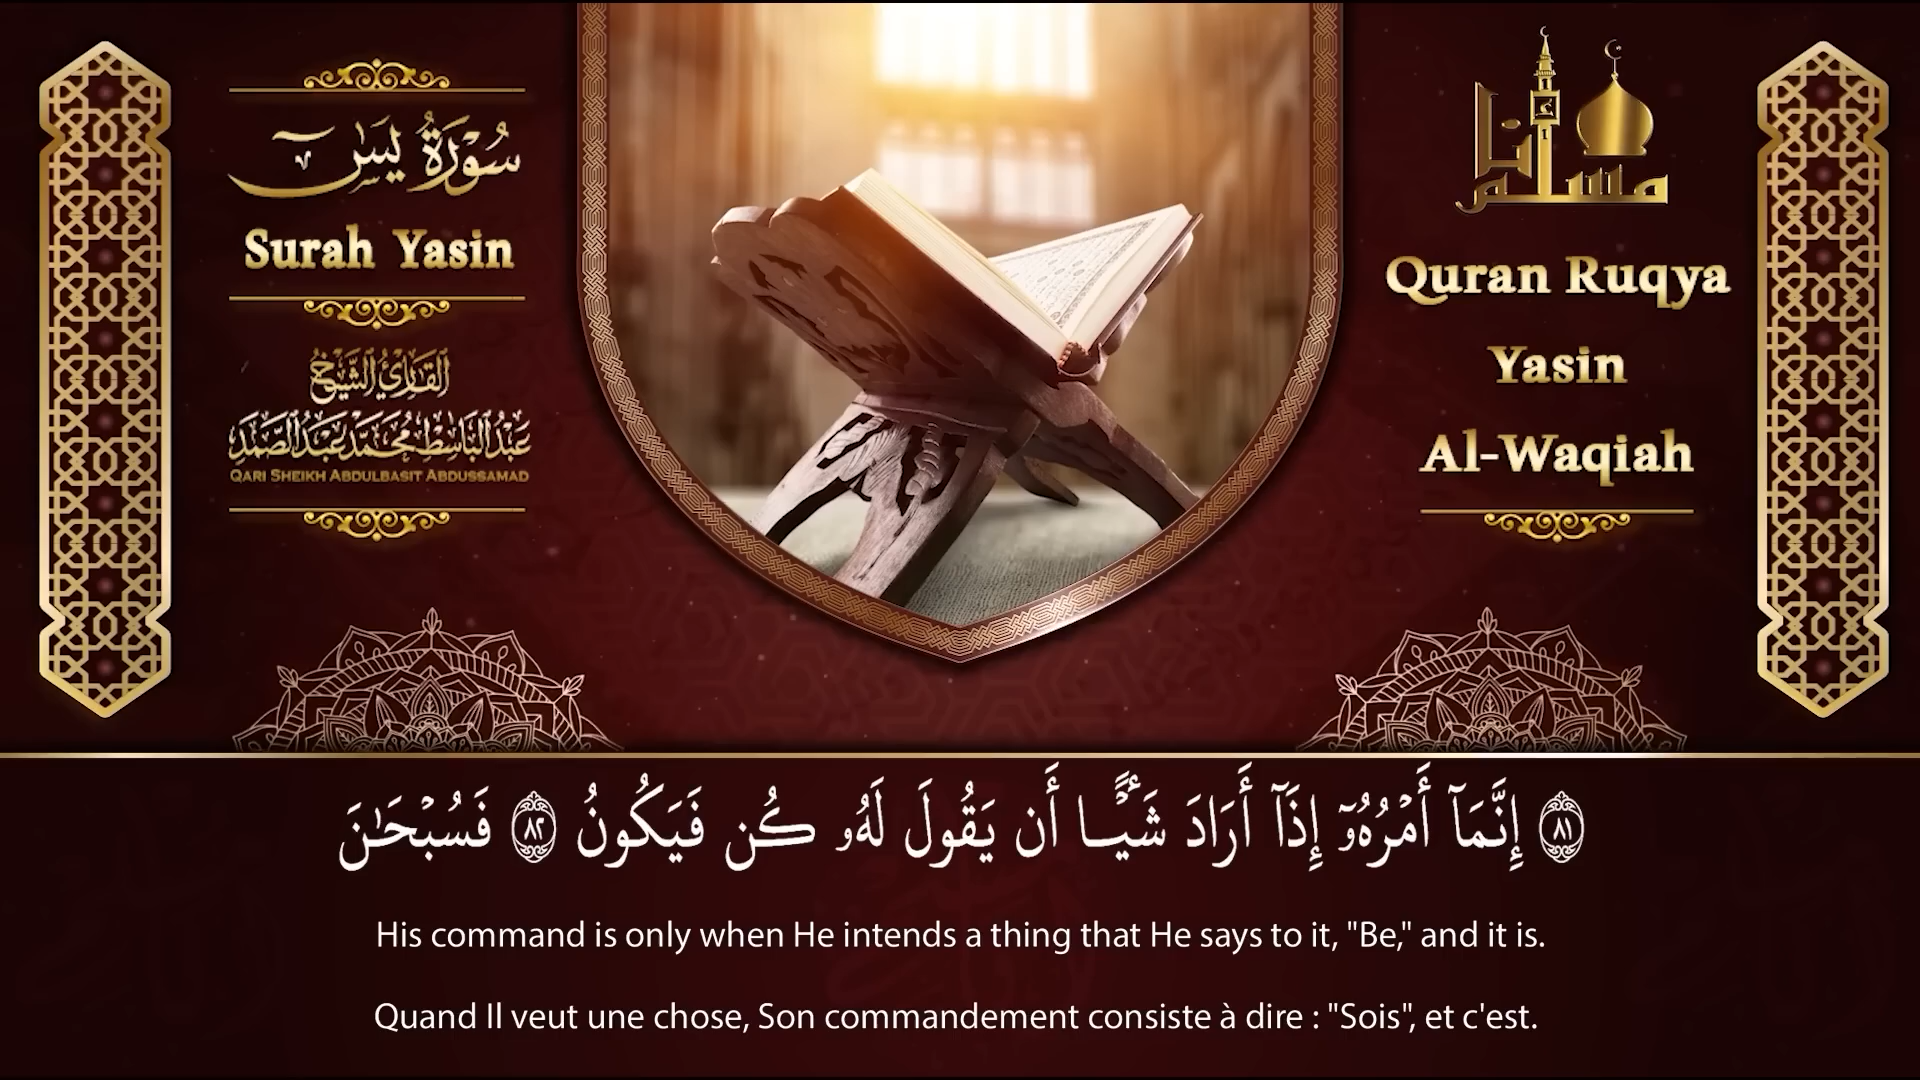 سُورَةُ يسٓ
Surah Yasin
القارئ الشيخ
عبد الباسط محمد عبد الصمد
QARI SHEIKH ABDULBASIT ABDUSSAMAD
أنا مسلم
Quran Ruqya
Yasin
Al-Waqiah
٨١ إِنَّمَآ أَمْرُهُۥٓ إِذَآ أَرَادَ شَيْـًٔا أَن يَقُولَ لَهُۥ كُن فَيَكُونُ ٨٢ فَسُبْحَـٰنَ
His command is only when He intends a thing that He says to it, "Be," and it is.
Quand Il veut une chose, Son commandement consiste à dire : "Sois", et c'est.